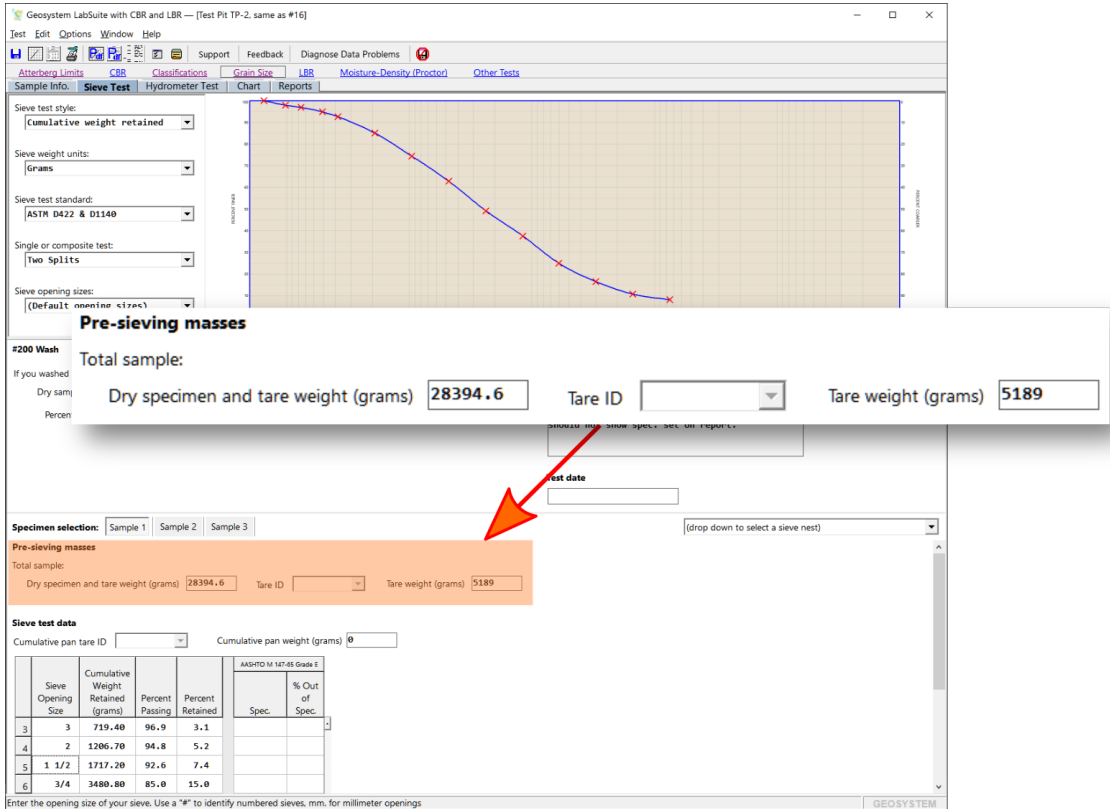 Geosystem LabSuite with CBR and LBR — [Test Pit TP-2, same as #16]
Test Edit Options Window Help
Support Feedback Diagnose Data Problems
Atterberg Limits CBR Classifications Grain Size LBR Moisture-Density (Proctor) Other Tests
Sample Info. Sieve Test Hydrometer Test Chart Reports
Sieve test style:
Cumulative weight retained
Sieve weight units:
Grams
Sieve test standard:
ASTM D422 & D1140
Single or composite test:
Two Splits
Sieve opening sizes:
(Default opening sizes)
Pre-sieving masses
Total sample:
Dry specimen and tare weight (grams) 28394.6 Tare ID Tare weight (grams) 5189
#200 Wash
If you washed
Dry samp
Percen
should not show spec. set on report.
Test date
Specimen selection: Sample 1 Sample 2 Sample 3 (drop down to select a sieve nest)
Pre-sieving masses
Total sample:
Dry specimen and tare weight (grams) 28394.6 Tare ID Tare weight (grams) 5189
Sieve test data
Cumulative pan tare ID Cumulative pan weight (grams) 0
AASHTO M 147-65 Grade E
Sieve Opening Size Cumulative Weight Retained (grams) Percent Passing Percent Retained Spec. % Out of Spec.
3 3 719.40 96.9 3.1
4 2 1206.70 94.8 5.2
5 1 1/2 1717.20 92.6 7.4
6 3/4 3480.80 85.0 15.0
Enter the opening size of your sieve. Use a "#" to identify numbered sieves, mm. for millimeter openings
GEOSYSTEM